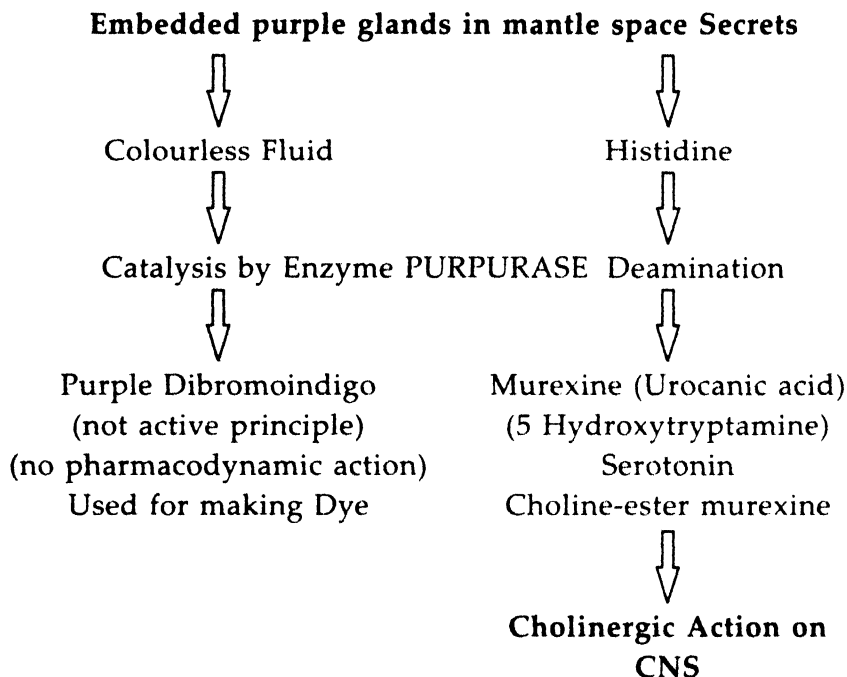 Embedded purple glands in mantle space Secrets
Colourless Fluid
Histidine
Catalysis by Enzyme PURPURASE Deamination
Purple Dibromoindigo
(not active principle)
(no pharmacodynamic action)
Used for making Dye
Murexine (Urocanic acid)
(5 Hydroxytryptamine)
Serotonin
Choline-ester murexine
Cholinergic Action on
CNS